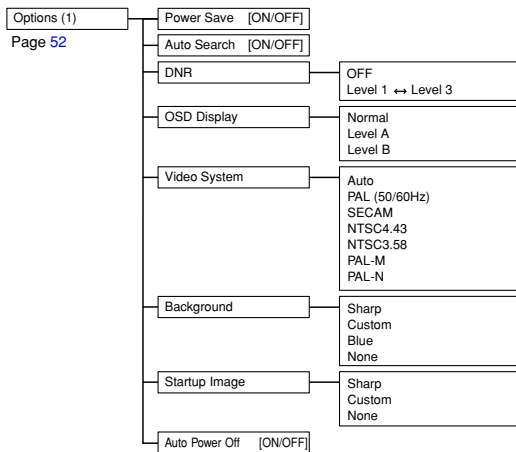 Options (1)
Page 52
Power Save [ON/OFF]
Auto Search [ON/OFF]
DNR
OFF
Level 1 ↔ Level 3
OSD Display
Normal
Level A
Level B
Video System
Auto
PAL (50/60Hz)
SECAM
NTSC4.43
NTSC3.58
PAL-M
PAL-N
Background
Sharp
Custom
Blue
None
Startup Image
Sharp
Custom
None
Auto Power Off [ON/OFF]